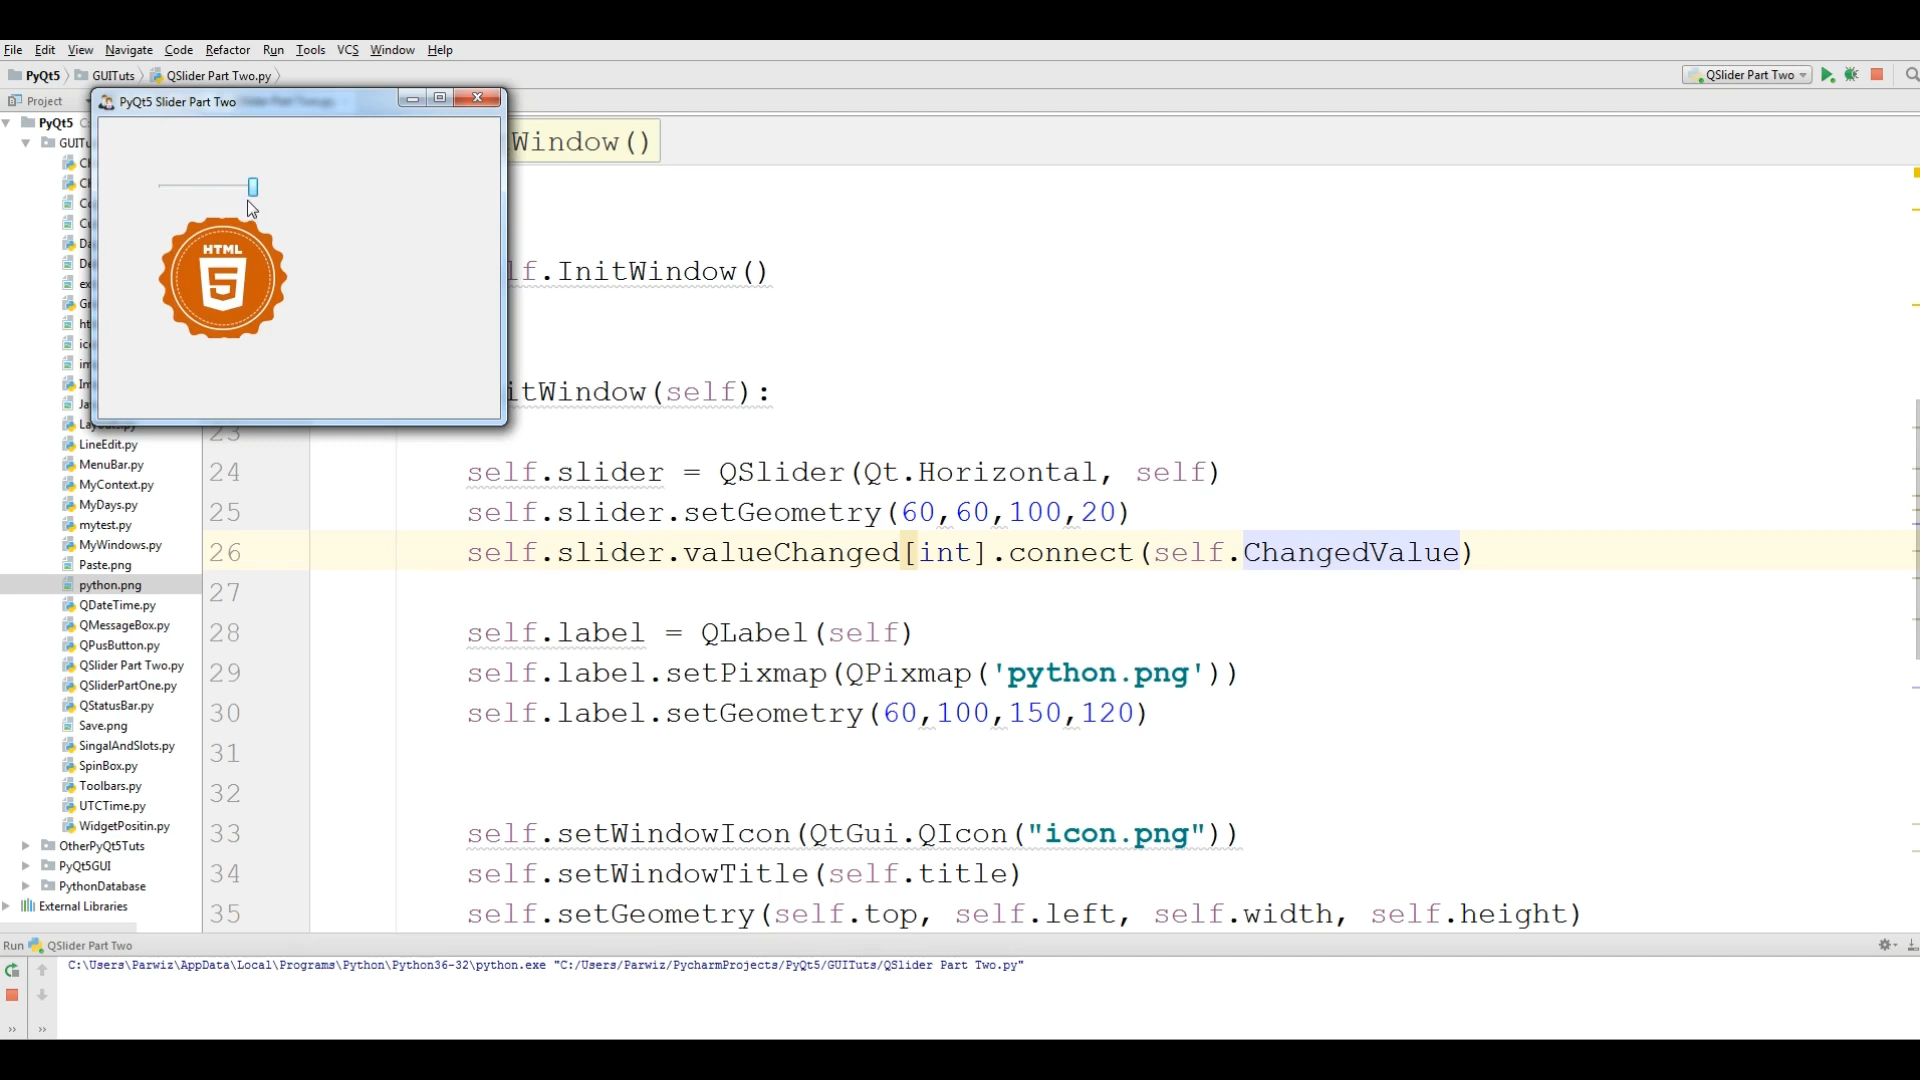 File Edit View Navigate Code Refactor Run Tools VCS Window Help
PyQt5 GUITuts QSlider Part Two.py
QSlider Part Two
Project
PyQt5 Slider Part Two
PyQt5
Window()
HTML
5
lf.InitWindow()
itWindow(self):
23
24 self.slider = QSlider(Qt.Horizontal, self)
25 self.slider.setGeometry(60,60,100,20)
26 self.slider.valueChanged[int].connect(self.ChangedValue)
27
28 self.label = QLabel(self)
29 self.label.setPixmap(QPixmap('python.png'))
30 self.label.setGeometry(60,100,150,120)
31
32
33 self.setWindowIcon(QtGui.QIcon("icon.png"))
34 self.setWindowTitle(self.title)
35 self.setGeometry(self.top, self.left, self.width, self.height)
LineEdit.py
MenuBar.py
MyContext.py
MyDays.py
mytest.py
MyWindows.py
Paste.png
python.png
QDateTime.py
QMessageBox.py
QPusButton.py
QSlider Part Two.py
QSliderPartOne.py
QStatusBar.py
Save.png
SingalAndSlots.py
SpinBox.py
Toolbars.py
UTCTime.py
WidgetPositin.py
OtherPyQt5Tuts
PyQt5GUI
PythonDatabase
External Libraries
Run QSlider Part Two
C:\Users\Parwiz\AppData\Local\Programs\Python\Python36-32\python.exe "C:/Users/Parwiz/PycharmProjects/PyQt5/GUITuts/QSlider Part Two.py"